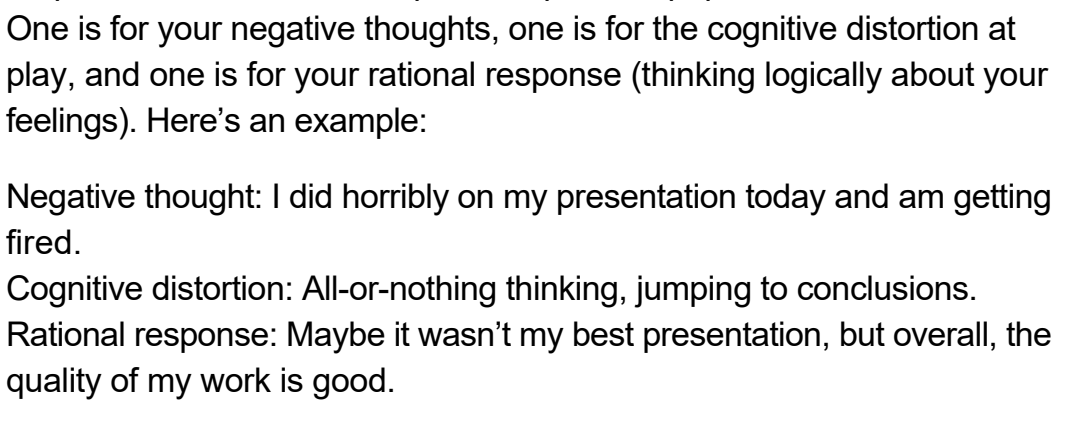 One is for your negative thoughts, one is for the cognitive distortion at
play, and one is for your rational response (thinking logically about your
feelings). Here’s an example:
Negative thought: I did horribly on my presentation today and am getting
fired.
Cognitive distortion: All-or-nothing thinking, jumping to conclusions.
Rational response: Maybe it wasn’t my best presentation, but overall, the
quality of my work is good.